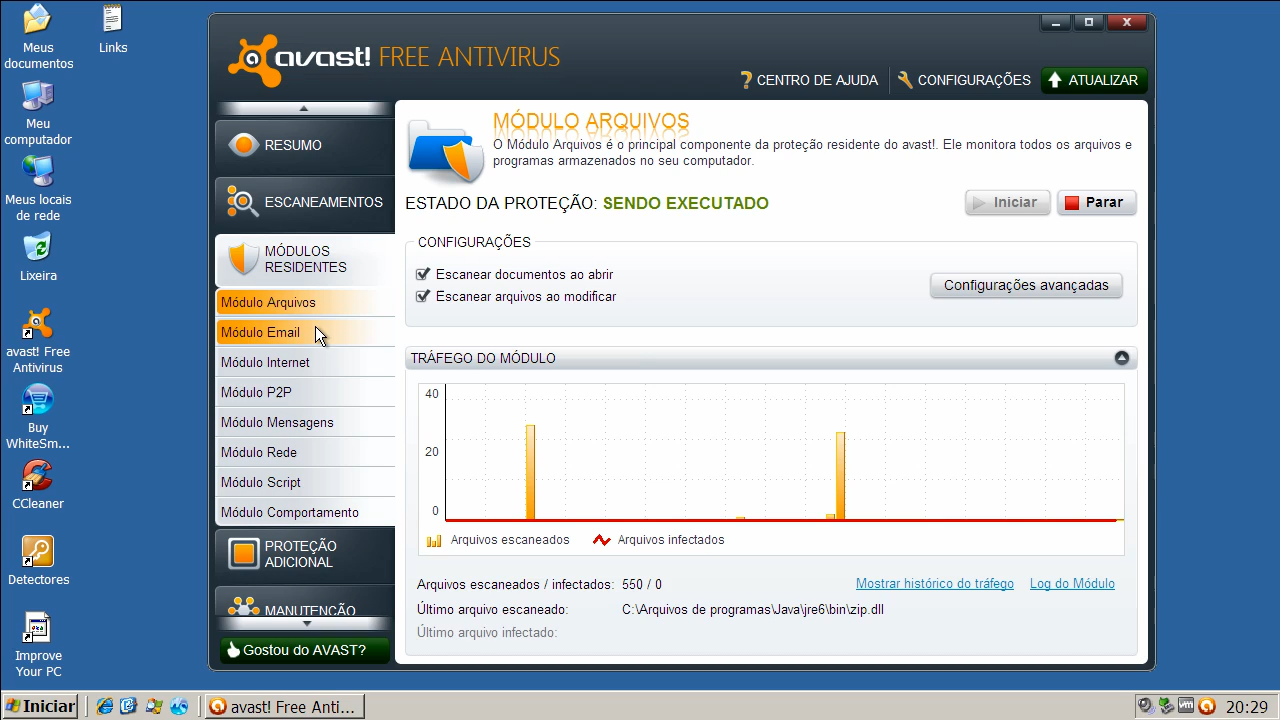 Meus
documentos
Links
Meu
computador
Meus locais
de rede
Lixeira
avast! Free
Antivirus
Buy
WhiteSm...
CCleaner
Detectores
Improve
Your PC
avast! FREE ANTIVIRUS
CENTRO DE AJUDA
CONFIGURAÇÕES
ATUALIZAR
RESUMO
ESCANEAMENTOS
MÓDULOS
RESIDENTES
Módulo Arquivos
Módulo Email
Módulo Internet
Módulo P2P
Módulo Mensagens
Módulo Rede
Módulo Script
Módulo Comportamento
PROTEÇÃO
ADICIONAL
MANUTENÇÃO
Gostou do AVAST?
MÓDULO ARQUIVOS
O Módulo Arquivos é o principal componente da proteção residente do avast!. Ele monitora todos os arquivos e
programas armazenados no seu computador.
ESTADO DA PROTEÇÃO: SENDO EXECUTADO
Iniciar
Parar
CONFIGURAÇÕES
Escanear documentos ao abrir
Escanear arquivos ao modificar
Configurações avançadas
TRÁFEGO DO MÓDULO
40
20
0
Arquivos escaneados
Arquivos infectados
Arquivos escaneados / infectados: 550 / 0
Mostrar histórico do tráfego
Log do Módulo
Último arquivo escaneado: C:\Arquivos de programas\Java\jre6\bin\zip.dll
Último arquivo infectado:
Iniciar
avast! Free Anti...
20:29